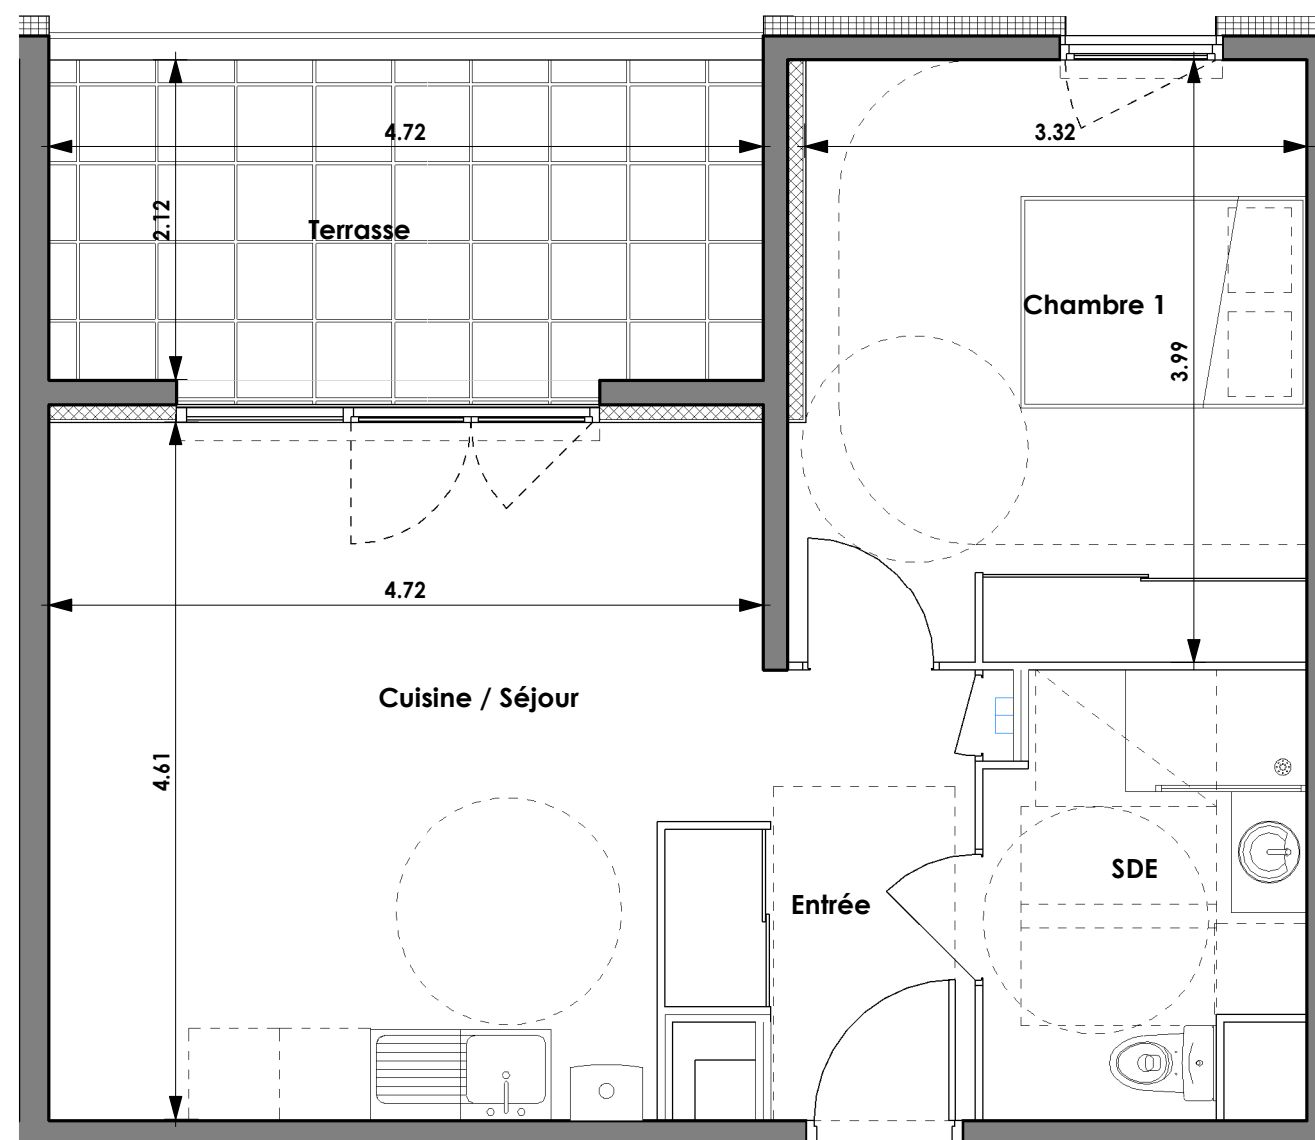 4.72
3.32
2.12
Terrasse
Chambre 1
3.99
4.72
Cuisine / Séjour
4.61
SDE
Entrée